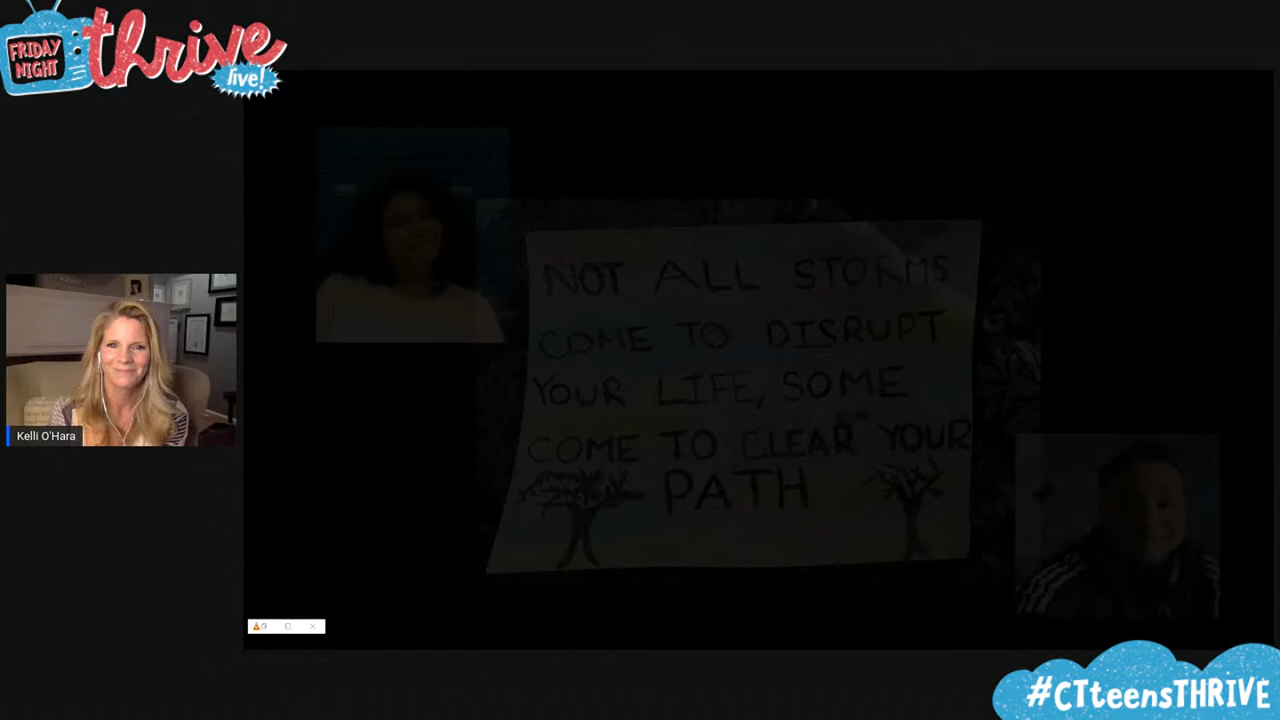 FRIDAY
NIGHT
thrive
live!
NOT ALL STORMS
COME TO DISRUPT
YOUR LIFE, SOME
COME TO CLEAR YOUR
PATH
Kelli O'Hara
#CTteensTHRIVE